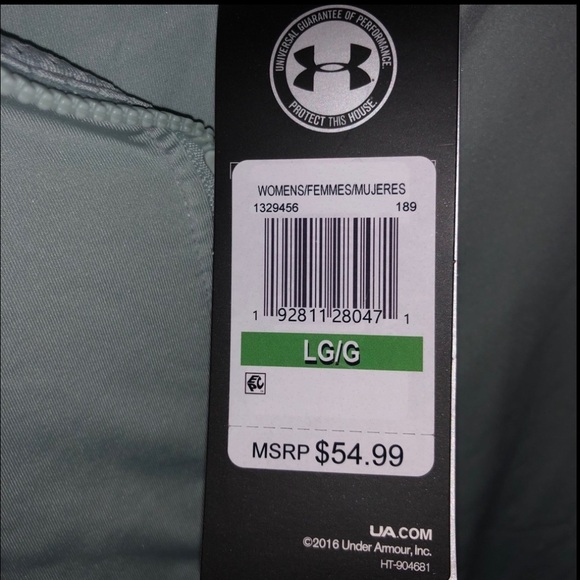 UNIVERSAL GUARANTEE OF PERFORMANCE
PROTECT THIS HOUSE
WOMENS/FEMMES/MUJERES
1329456 189
1 92811 28047 1
LG/G
MSRP $54.99
UA.COM
©2016 Under Armour, Inc.
HT-904681